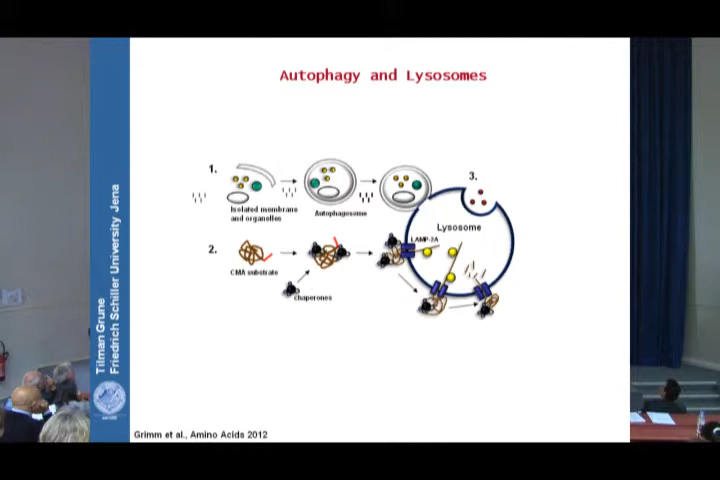 Autophagy and Lysosomes
1.
3.
Isolated membrane
and organelles
Autophagosome
Lysosome
LAMP-2A
2.
CMA substrate
chaperones
Tilman Grune
Friedrich Schiller University Jena
Grimm et al., Amino Acids 2012